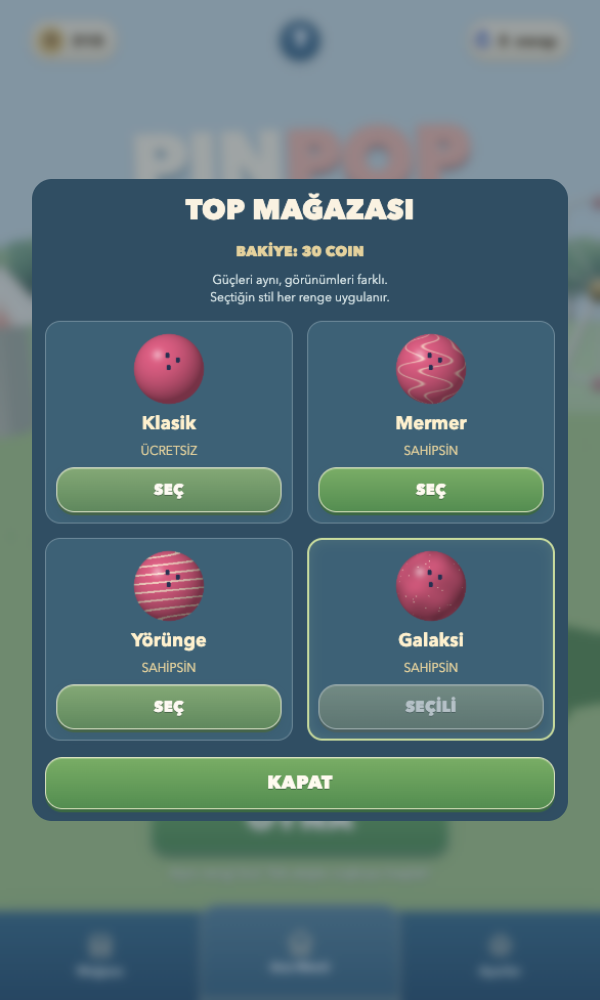 PINPOP
TOP MAĞAZASI
BAKİYE: 30 COIN
Güçleri aynı, görünümleri farklı.
Seçtiğin stil her renge uygulanır.
Klasik
ÜCRETSİZ
SEÇ
Mermer
SAHİPSİN
SEÇ
Yörünge
SAHİPSİN
SEÇ
Galaksi
SAHİPSİN
SEÇİLİ
KAPAT